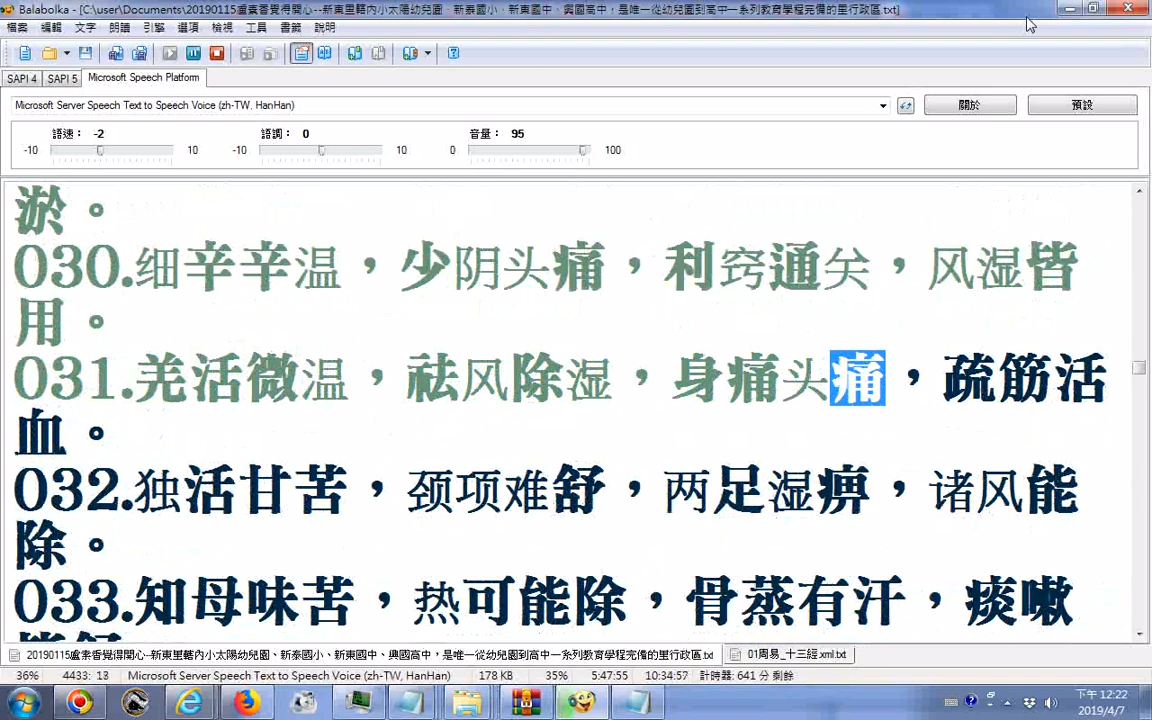 Balabolka - [C:\user\Documents\20190115盧素香覺得開心--新東里轄內小太陽幼兒園、新泰國小、新東國中、興國高中，是唯一從幼兒園到高中一系列教育學程完備的里行政區.txt]
檔案 編輯 文字 朗讀 引擎 選項 檢視 工具 書籤 說明
SAPI 4 SAPI 5 Microsoft Speech Platform
Microsoft Server Speech Text to Speech Voice (zh-TW, HanHan) 關於 預設
語速： -2 語調： 0 音量： 95
-10 10 -10 10 0 100
淤。
030.细辛辛温，少阴头痛，利窍通关，风湿皆
用。
031.羌活微温，祛风除湿，身痛头痛，疏筋活
血。
032.独活甘苦，颈项难舒，两足湿痹，诸风能
除。
033.知母味苦，热可能除，骨蒸有汗，痰嗽
20190115盧素香覺得開心--新東里轄內小太陽幼兒園、新泰國小、新東國中、興國高中，是唯一從幼兒園到高中一系列教育學程完備的里行政區.txt 01周易_十三經.xml.txt
36% 4433: 13 Microsoft Server Speech Text to Speech Voice (zh-TW, HanHan) 178 KB 35% 5:47:55 10:34:57 計時器: 641 分 剩餘
下午 12:22
2019/4/7